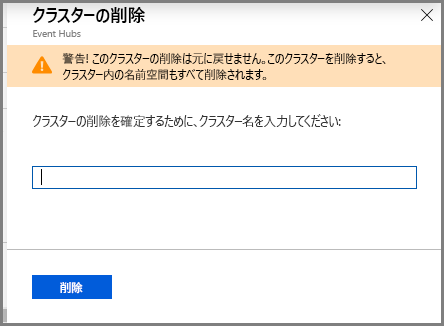 クラスターの削除
Event Hubs
警告! このクラスターの削除は元に戻せません。このクラスターを削除すると、
クラスター内の名前空間もすべて削除されます。
クラスターの削除を確定するために、クラスター名を入力してください:
削除